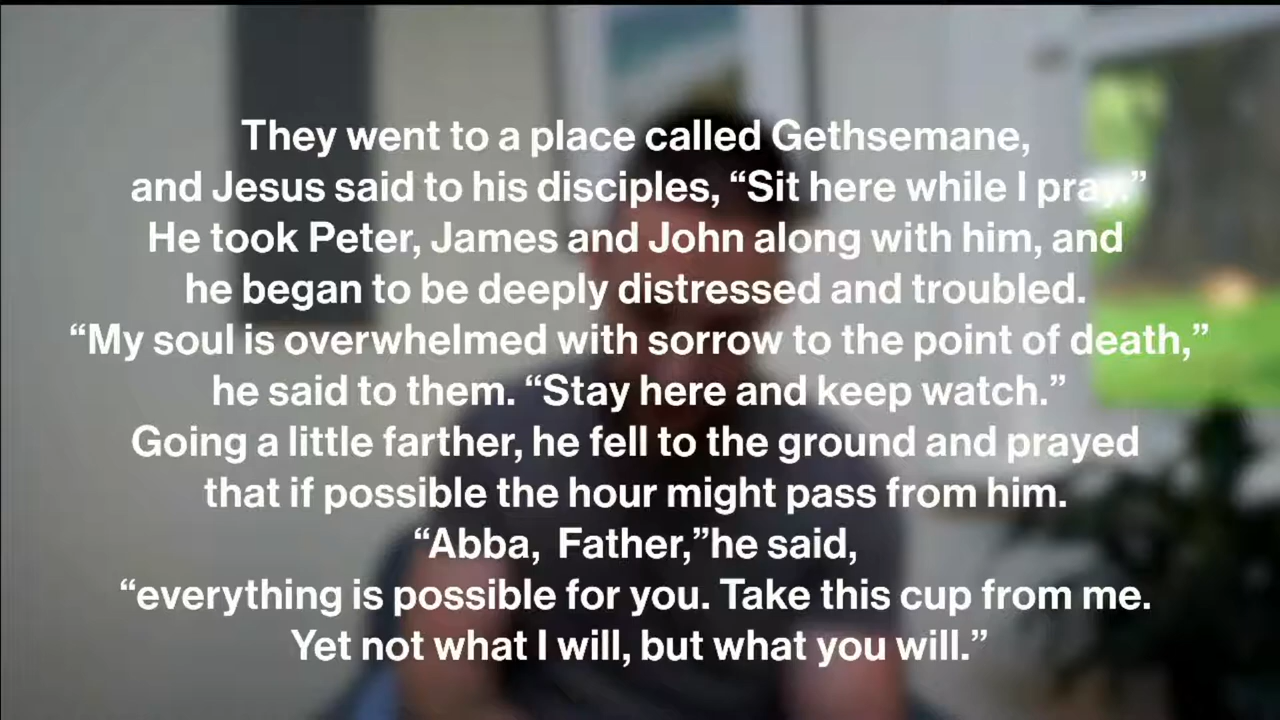 They went to a place called Gethsemane,
and Jesus said to his disciples, “Sit here while I pray.”
He took Peter, James and John along with him, and
he began to be deeply distressed and troubled.
“My soul is overwhelmed with sorrow to the point of death,”
he said to them. “Stay here and keep watch.”
Going a little farther, he fell to the ground and prayed
that if possible the hour might pass from him.
“Abba,  Father,”he said,
“everything is possible for you. Take this cup from me.
Yet not what I will, but what you will.”